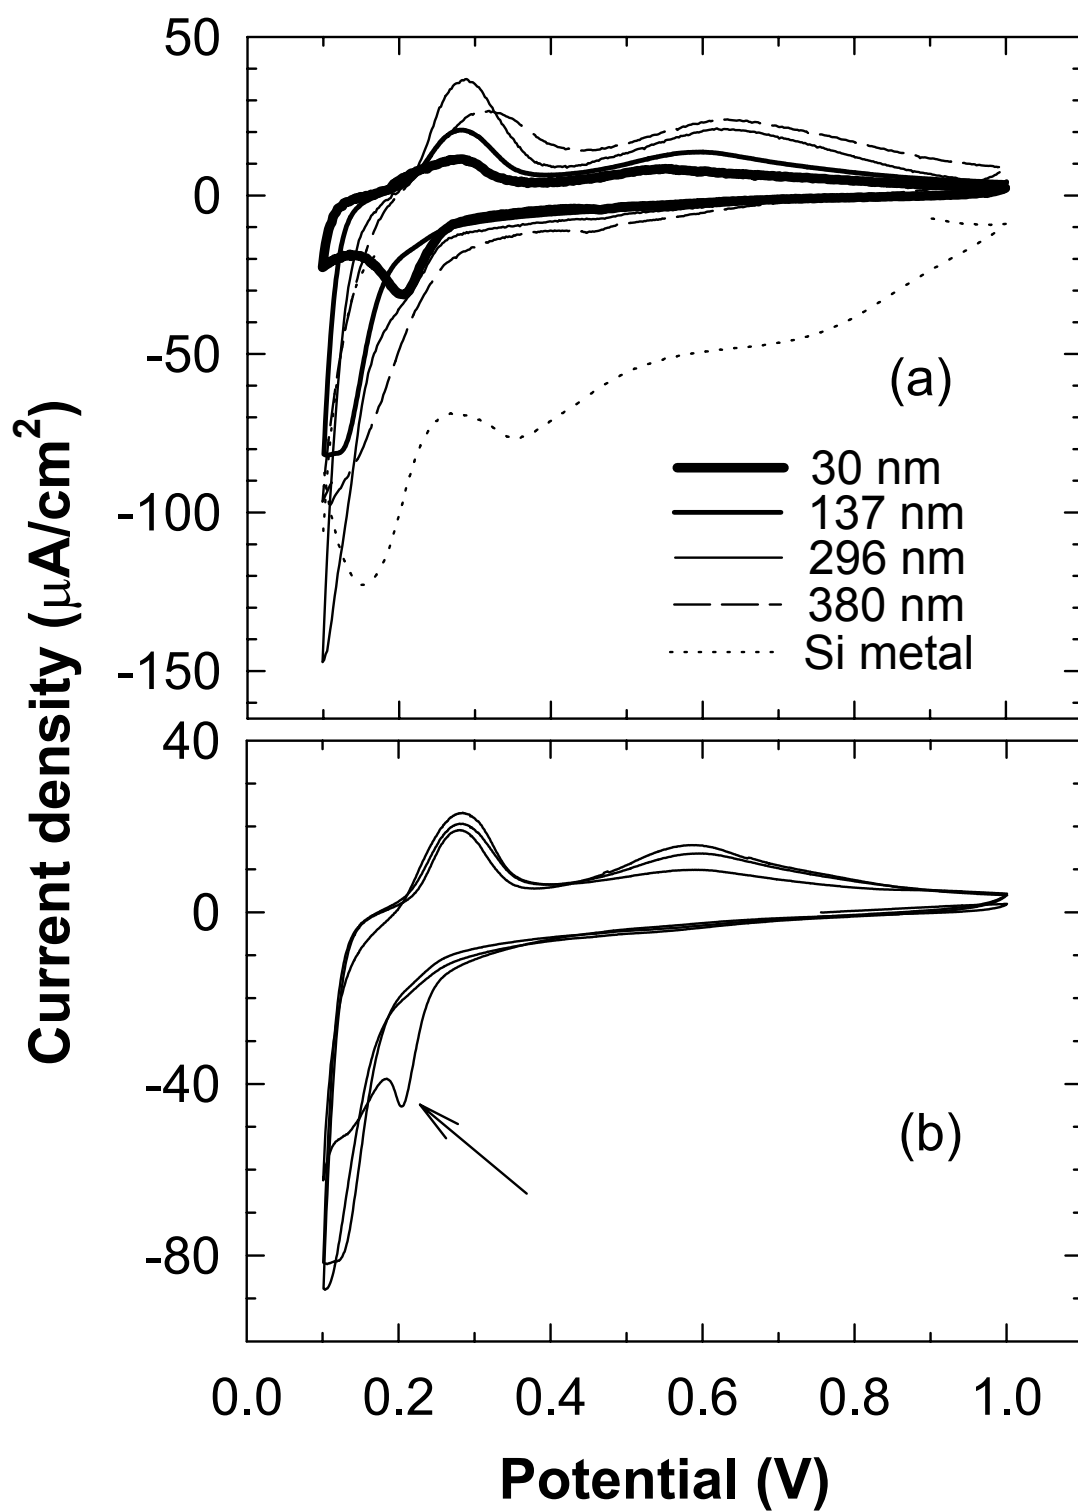 50
0
-50
-100
-150
(a)
30 nm
137 nm
296 nm
380 nm
Si metal
Current density (μA/cm²)
40
0
-40
-80
(b)
0.0 0.2 0.4 0.6 0.8 1.0
Potential (V)